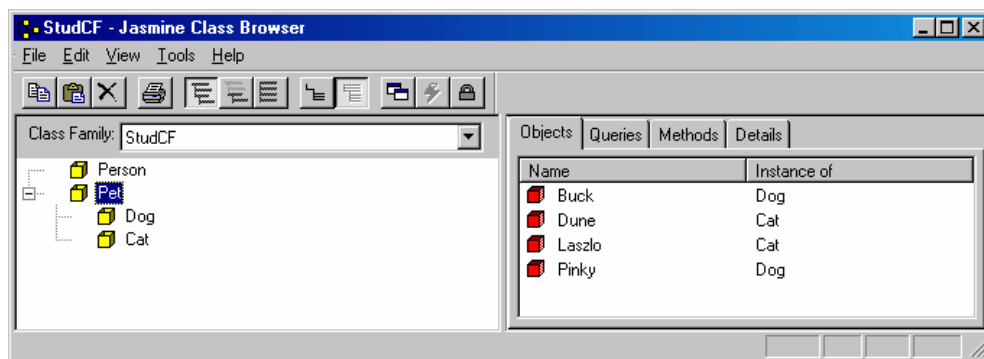 StudCF - Jasmine Class Browser
File Edit View Tools Help
Class Family: StudCF
Person
Pet
Dog
Cat
Objects Queries Methods Details
Name Instance of
Buck Dog
Dune Cat
Laszlo Cat
Pinky Dog